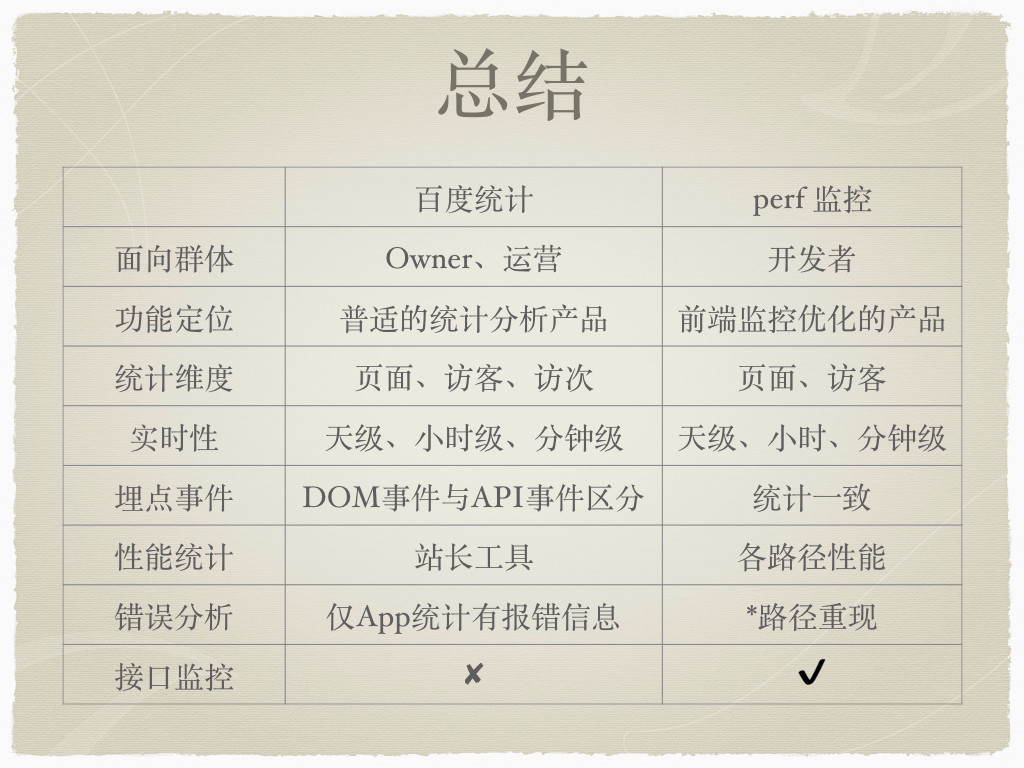 总结
百度统计 perf 监控
面向群体 Owner、运营 开发者
功能定位 普适的统计分析产品 前端监控优化的产品
统计维度 页面、访客、访次 页面、访客
实时性 天级、小时级、分钟级 天级、小时、分钟级
埋点事件 DOM事件与API事件区分 统计一致
性能统计 站长工具 各路径性能
错误分析 仅App统计有报错信息 *路径重现
接口监控 ✘ ✔